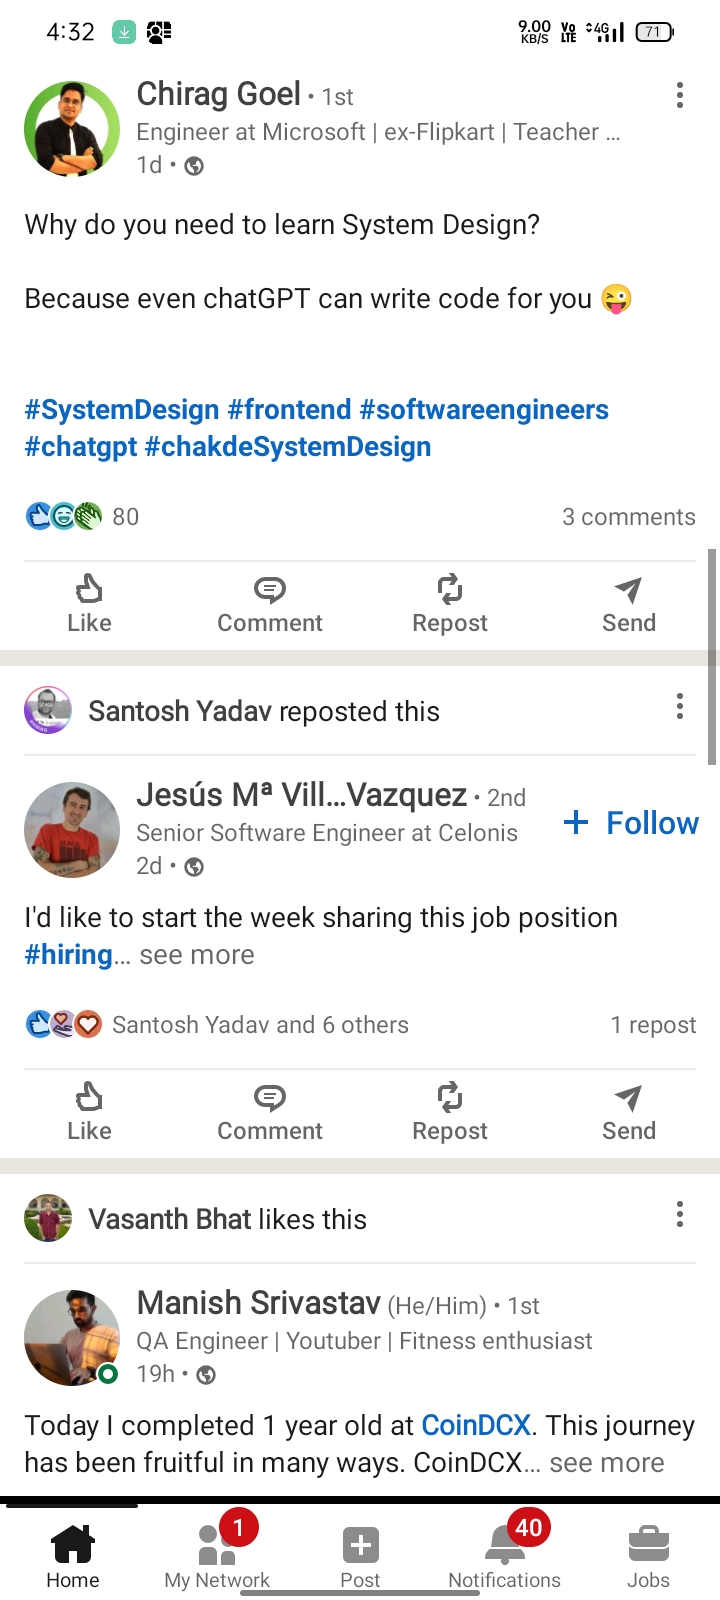 4:32
9.00 KB/S Vo LTE 4G 71
Chirag Goel • 1st
Engineer at Microsoft | ex-Flipkart | Teacher ...
1d •
Why do you need to learn System Design?
Because even chatGPT can write code for you 😜
#SystemDesign #frontend #softwareengineers
#chatgpt #chakdeSystemDesign
80
3 comments
Like
Comment
Repost
Send
Santosh Yadav reposted this
Jesús Mª Vill...Vazquez • 2nd
Senior Software Engineer at Celonis
2d •
+ Follow
I'd like to start the week sharing this job position
#hiring... see more
Santosh Yadav and 6 others
1 repost
Like
Comment
Repost
Send
Vasanth Bhat likes this
Manish Srivastav (He/Him) • 1st
QA Engineer | Youtuber | Fitness enthusiast
19h •
Today I completed 1 year old at CoinDCX. This journey
has been fruitful in many ways. CoinDCX... see more
Home
1
My Network
Post
40
Notifications
Jobs